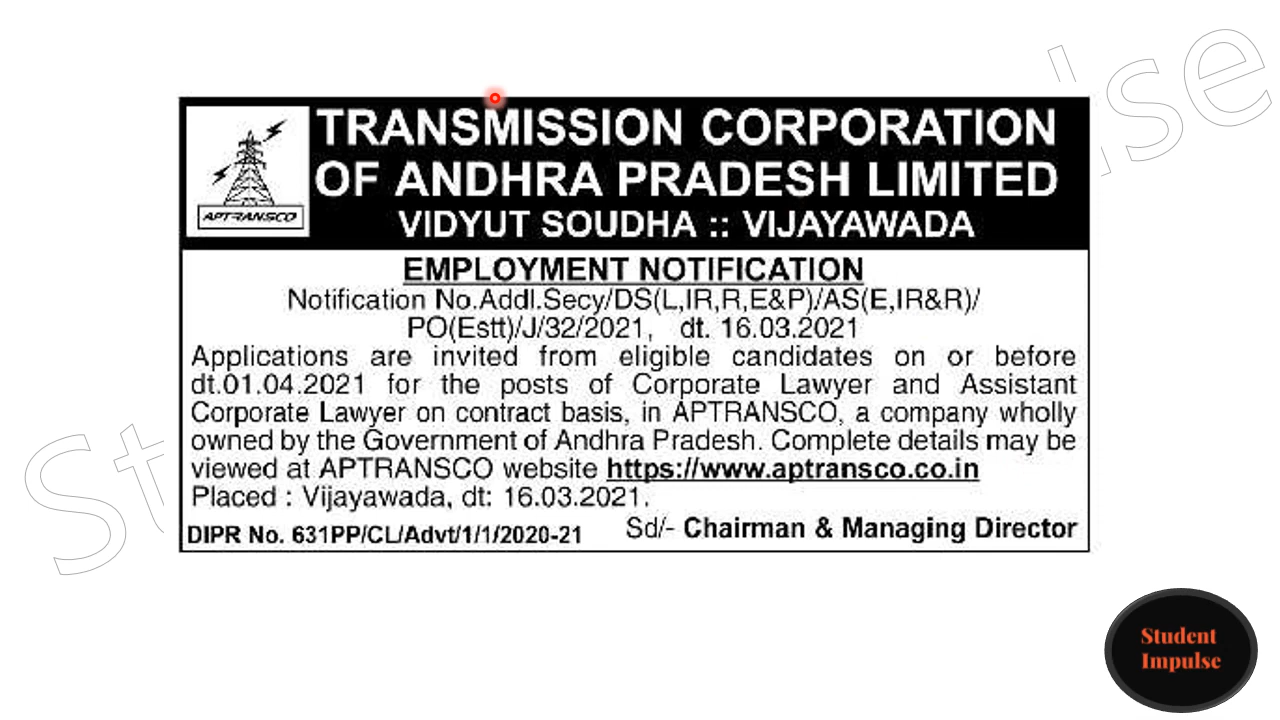 TRANSMISSION CORPORATION
OF ANDHRA PRADESH LIMITED
VIDYUT SOUDHA :: VIJAYAWADA
APTRANSCO
EMPLOYMENT NOTIFICATION
Notification No.Addl.Secy/DS(L,IR,R,E&P)/AS(E,IR&R)/
PO(Estt)/J/32/2021, dt. 16.03.2021
Applications are invited from eligible candidates on or before
dt.01.04.2021 for the posts of Corporate Lawyer and Assistant
Corporate Lawyer on contract basis, in APTRANSCO, a company wholly
owned by the Government of Andhra Pradesh. Complete details may be
viewed at APTRANSCO website https://www.aptransco.co.in
Placed : Vijayawada, dt: 16.03.2021.
DIPR No. 631PP/CL/Advt/1/1/2020-21
Sd/- Chairman & Managing Director
Student
Impulse